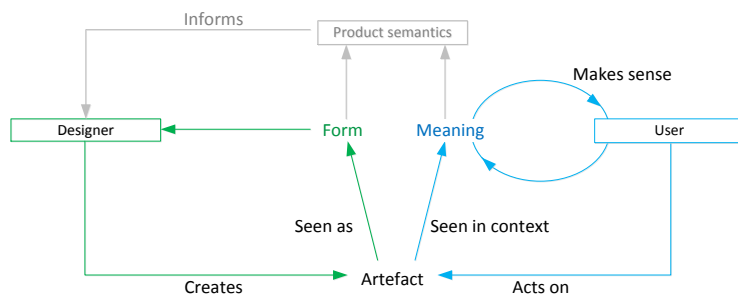 Informs
Product semantics
Makes sense
Designer
Form
Meaning
User
Seen as
Seen in context
Artefact
Creates
Acts on